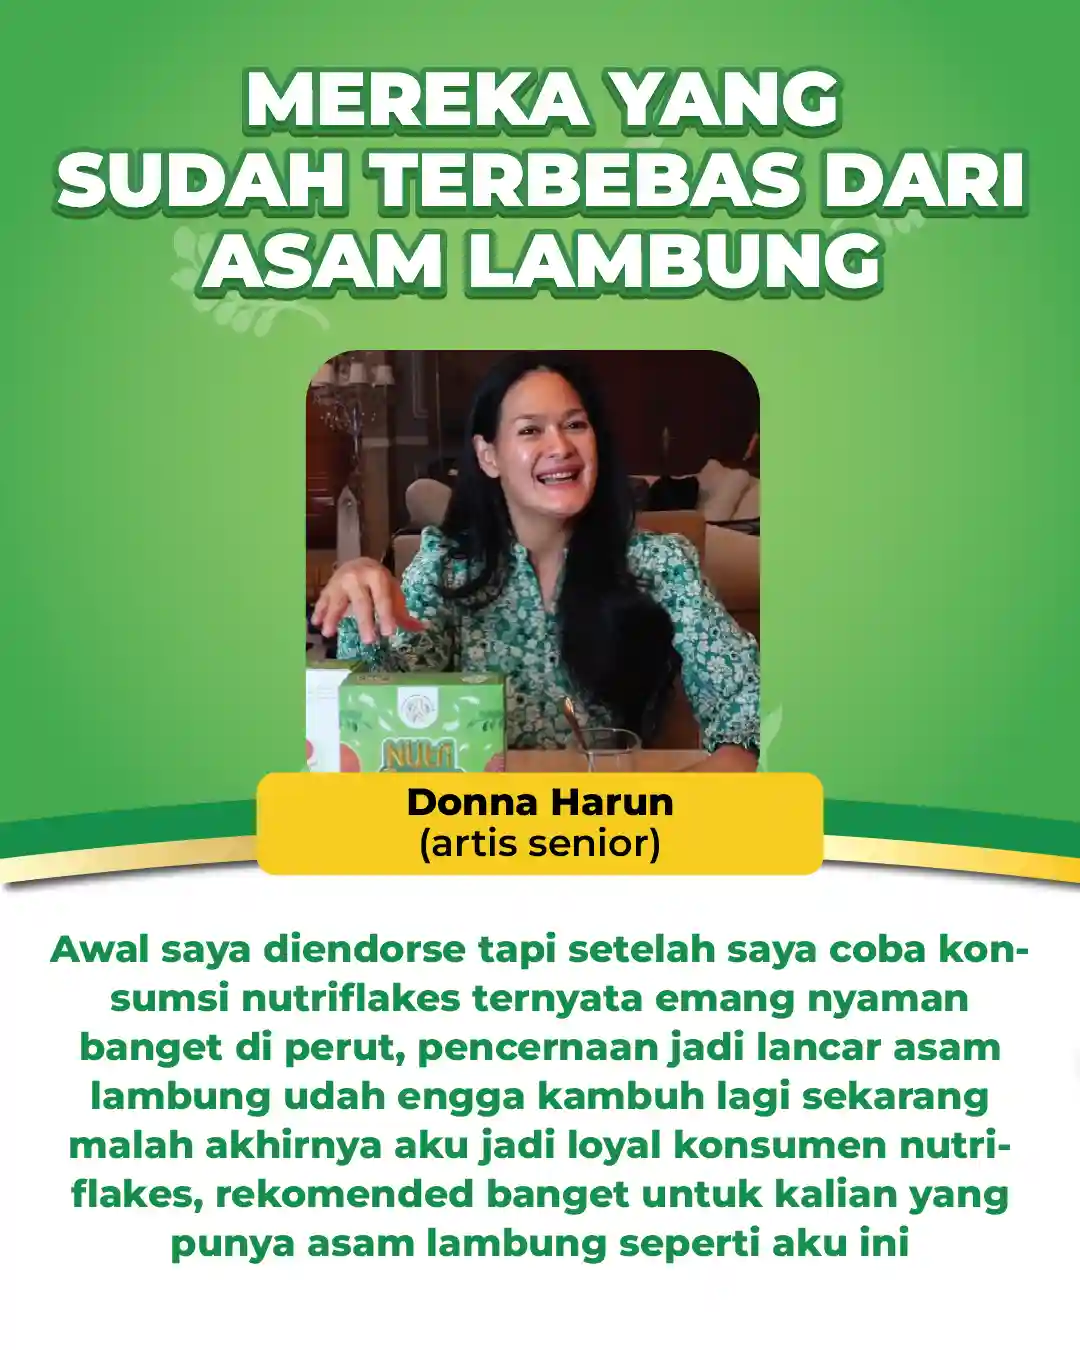 MEREKA YANG
SUDAH TERBEBAS DARI
ASAM LAMBUNG
NUtri
Donna Harun
(artis senior)
Awal saya diendorse tapi setelah saya coba kon-
sumsi nutriflakes ternyata emang nyaman
banget di perut, pencernaan jadi lancar asam
lambung udah engga kambuh lagi sekarang
malah akhirnya aku jadi loyal konsumen nutri-
flakes, rekomended banget untuk kalian yang
punya asam lambung seperti aku ini